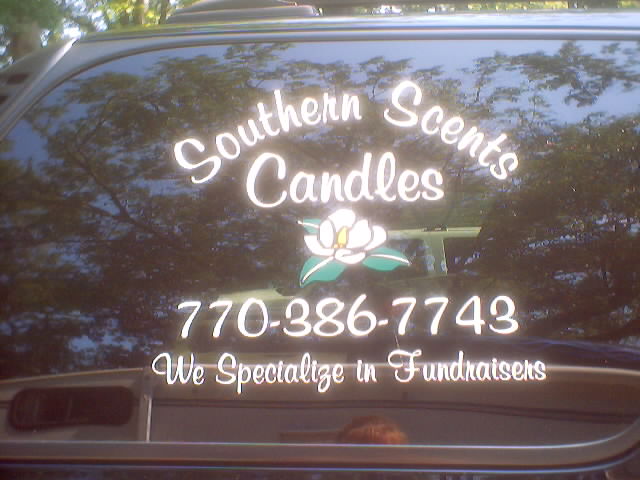 Southern Scents
Candles
770-386-7743
We Specialize in Fundraisers